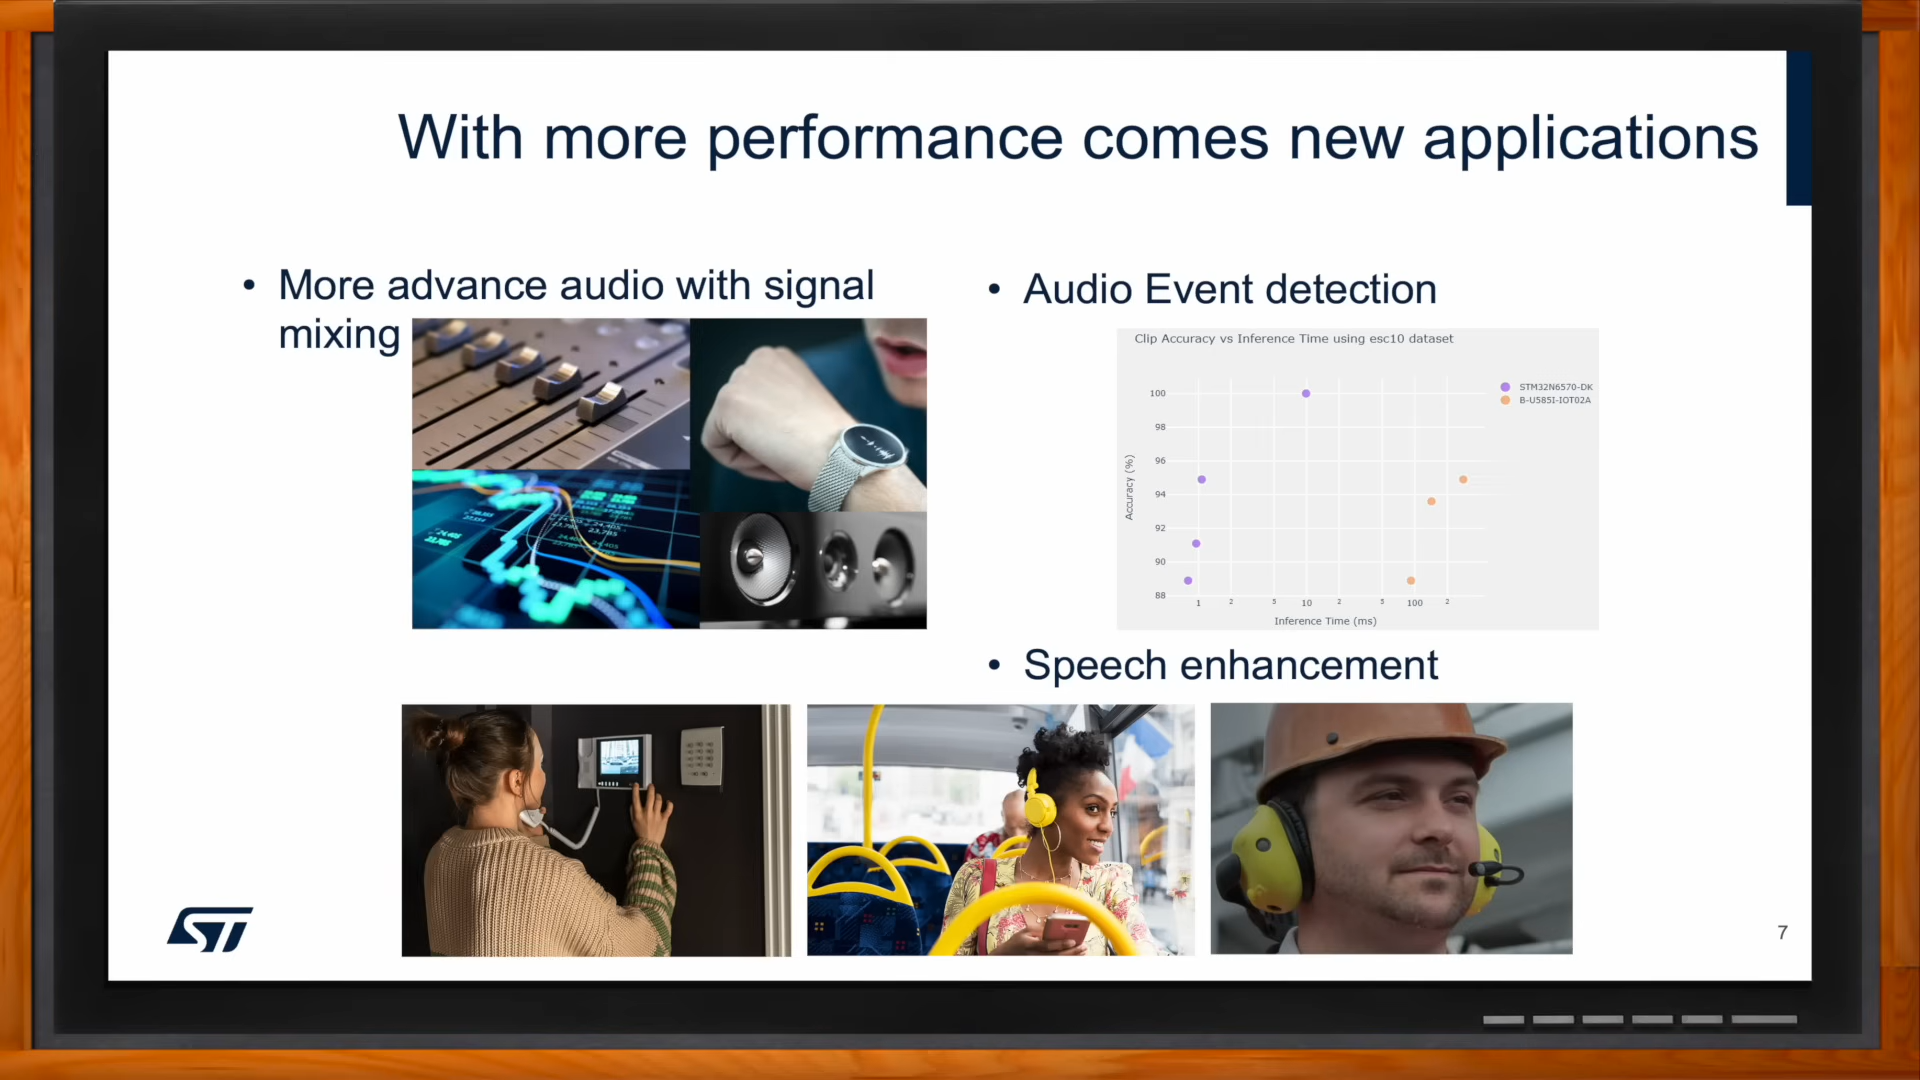 With more performance comes new applications
• More advance audio with signal
mixing
• Audio Event detection
Clip Accuracy vs Inference Time using esc10 dataset
STM32N6570-DK
B-U585I-IOT02A
Accuracy (%)
100
98
96
94
92
90
88
1 2 5 10 2 5 100 2
Inference Time (ms)
• Speech enhancement
ST
7